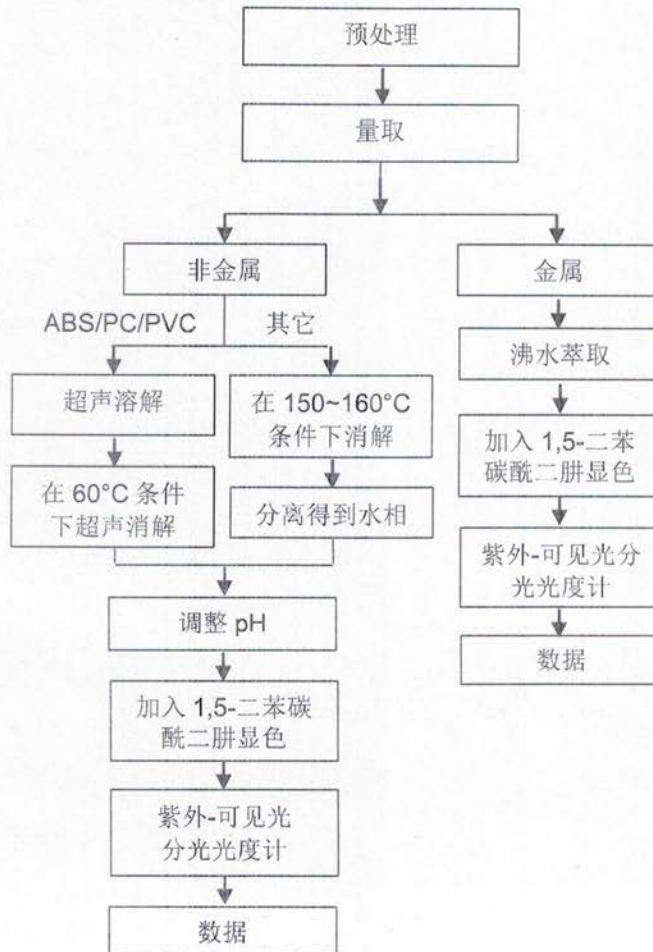 预处理
量取
非金属
金属
ABS/PC/PVC
其它
沸水萃取
超声溶解
在 150~160°C
条件下消解
加入 1,5-二苯
碳酰二肼显色
在 60°C 条件
下超声消解
分离得到水相
紫外-可见光分
光光度计
调整 pH
数据
加入 1,5-二苯碳
酰二肼显色
紫外-可见光
分光光度计
数据